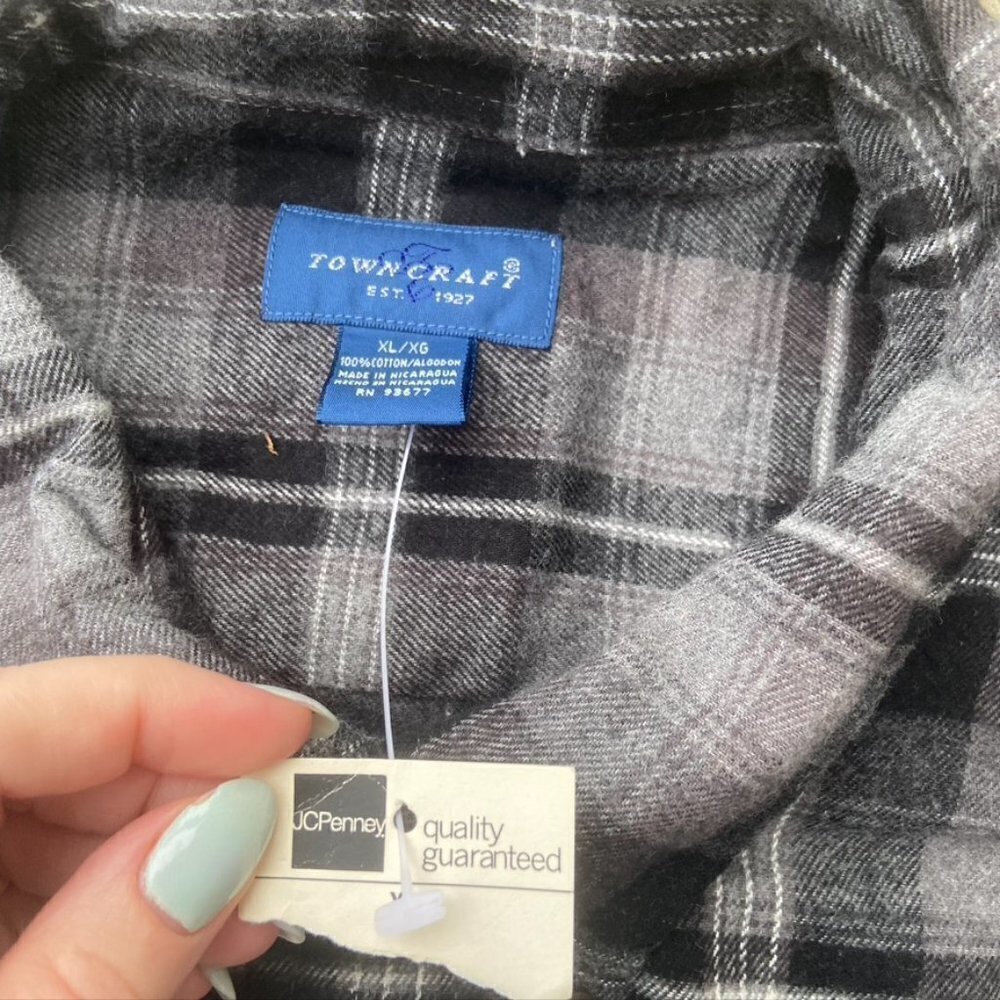 TOWNCRAFT ®
EST. 1927
XL/XG
100% COTTON/ALGODON
MADE IN NICARAGUA
HECHO EN NICARAGUA
RN 93677
JCPenney
quality
guaranteed